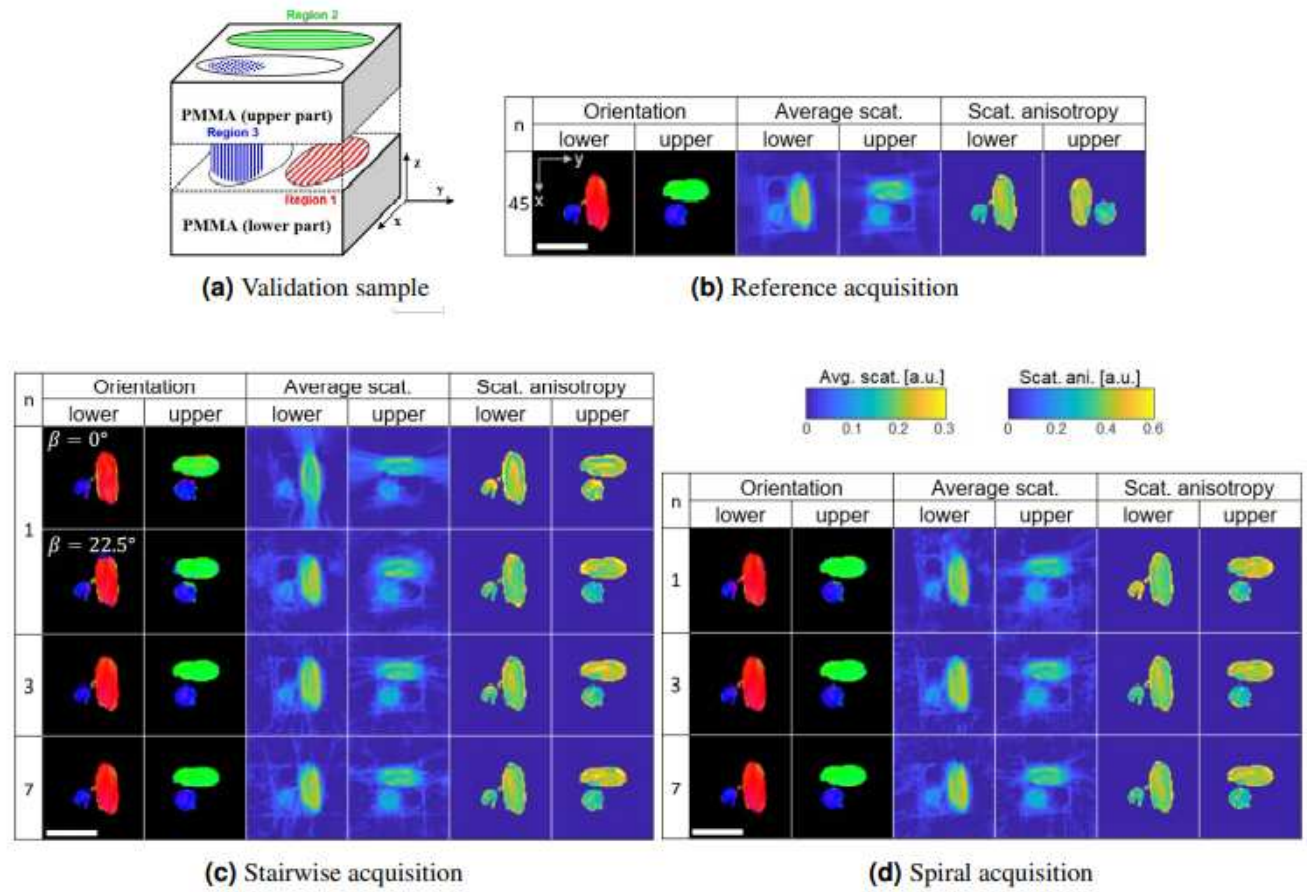 Region 2
PMMA (upper part)
Region 3
Region 1
PMMA (lower part)
z
Y
x
(a) Validation sample
n Orientation Average scat. Scat. anisotropy
lower upper lower upper lower upper
45
y
x
(b) Reference acquisition
n Orientation Average scat. Scat. anisotropy
lower upper lower upper lower upper
1
β = 0°
β = 22.5°
3
7
(c) Stairwise acquisition
Avg. scat. [a.u.] Scat. ani. [a.u.]
0 0.1 0.2 0.3 0 0.2 0.4 0.6
n Orientation Average scat. Scat. anisotropy
lower upper lower upper lower upper
1
3
7
(d) Spiral acquisition